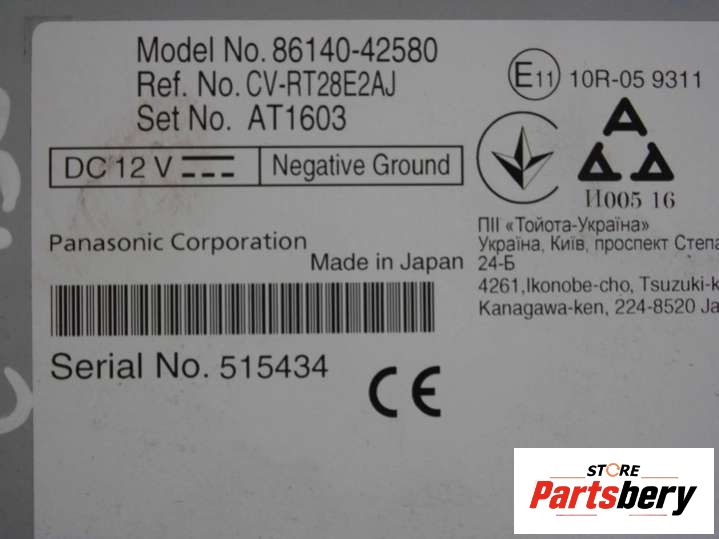 Model No. 86140-42580
Ref. No. CV-RT28E2AJ
Set No. AT1603
E11 10R-05 9311
DC 12 V Negative Ground
И005 16
ПІІ «Тойота-Україна»
Україна, Київ, проспект
24-Б
4261,Ikonobe-cho,
Kanagawa-ken, 224-8520
Panasonic Corporation
Made in Japan
Serial No. 515434
CE
STORE
Partsbery